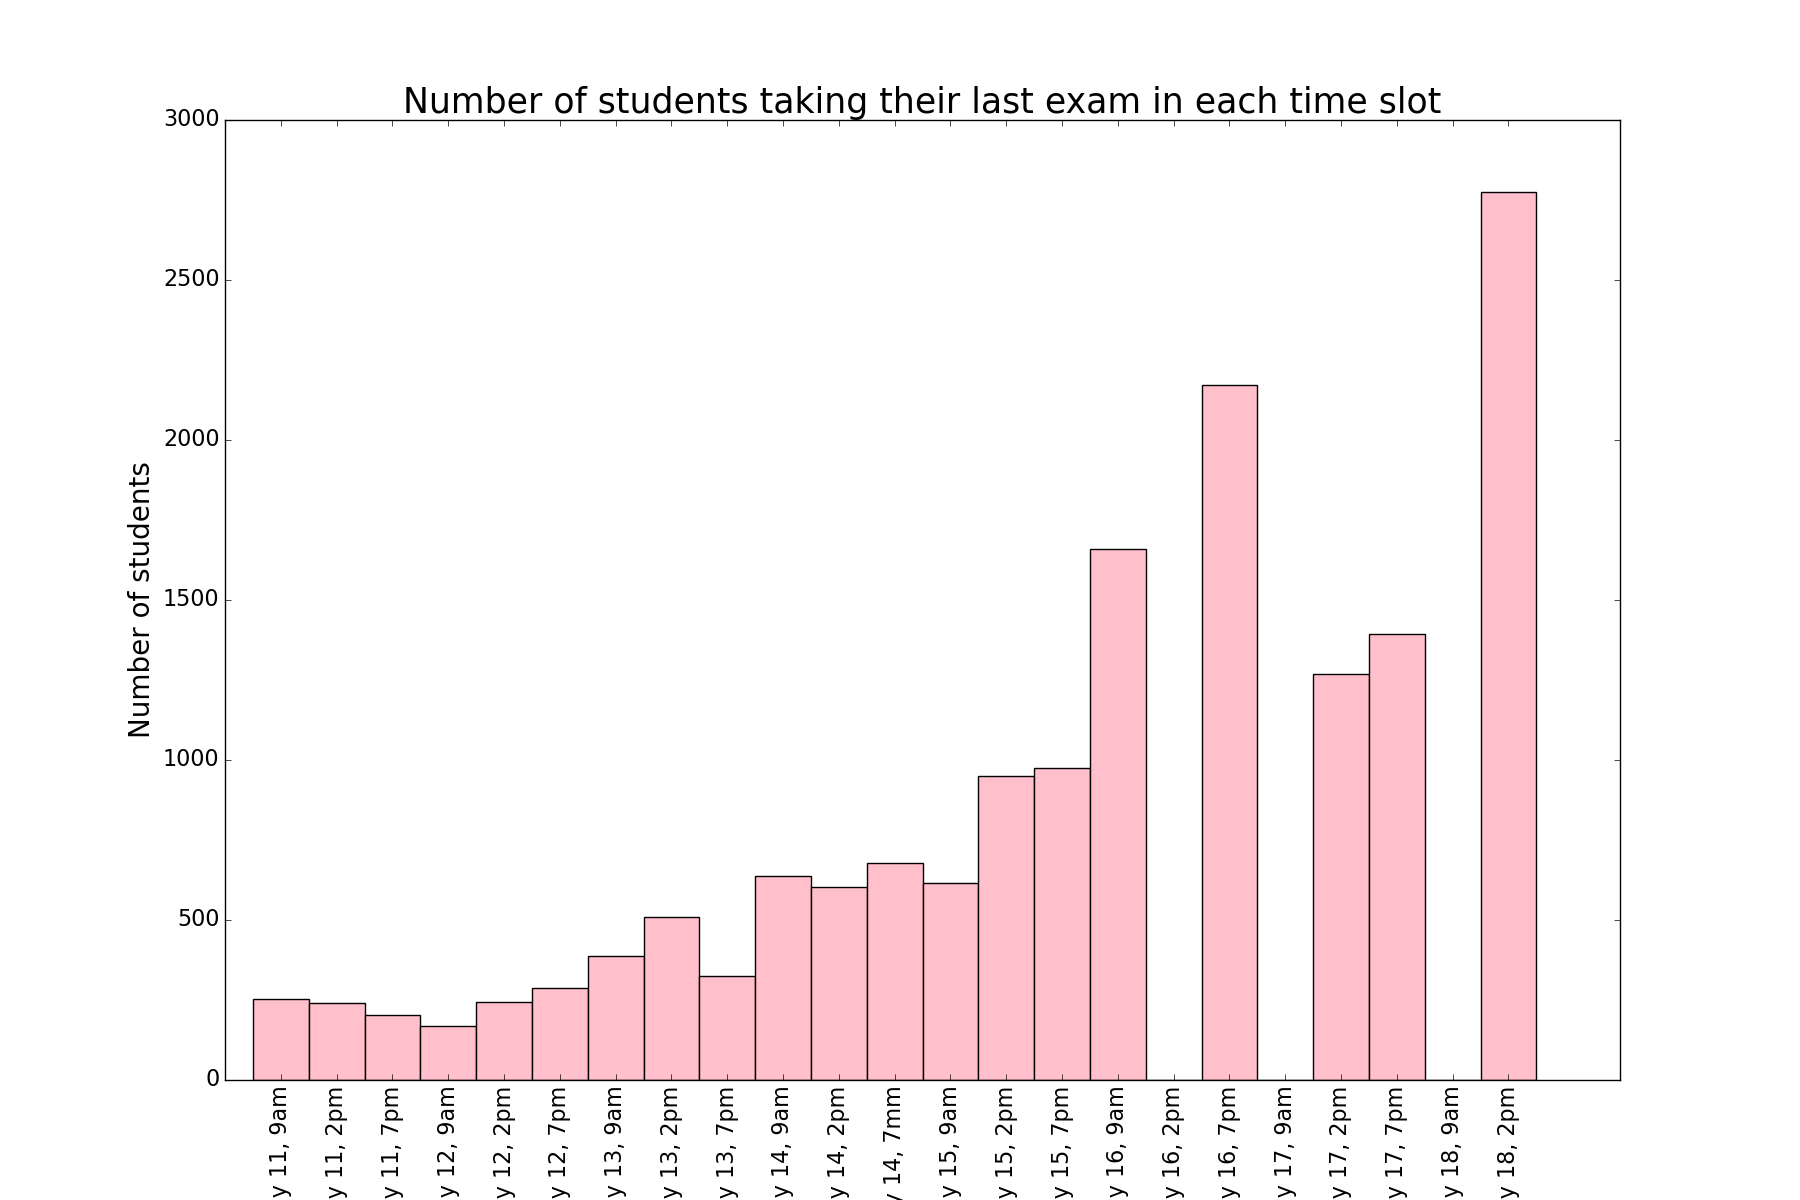 Number of students taking their last exam in each time slot
3000
2500
2000
1500
1000
500
0
Number of students
y 11, 9am
y 11, 2pm
y 11, 7pm
y 12, 9am
y 12, 2pm
y 12, 7pm
y 13, 9am
y 13, 2pm
y 13, 7pm
y 14, 9am
y 14, 2pm
y 14, 7mm
y 15, 9am
y 15, 2pm
y 15, 7pm
y 16, 9am
y 16, 2pm
y 16, 7pm
y 17, 9am
y 17, 2pm
y 17, 7pm
y 18, 9am
y 18, 2pm